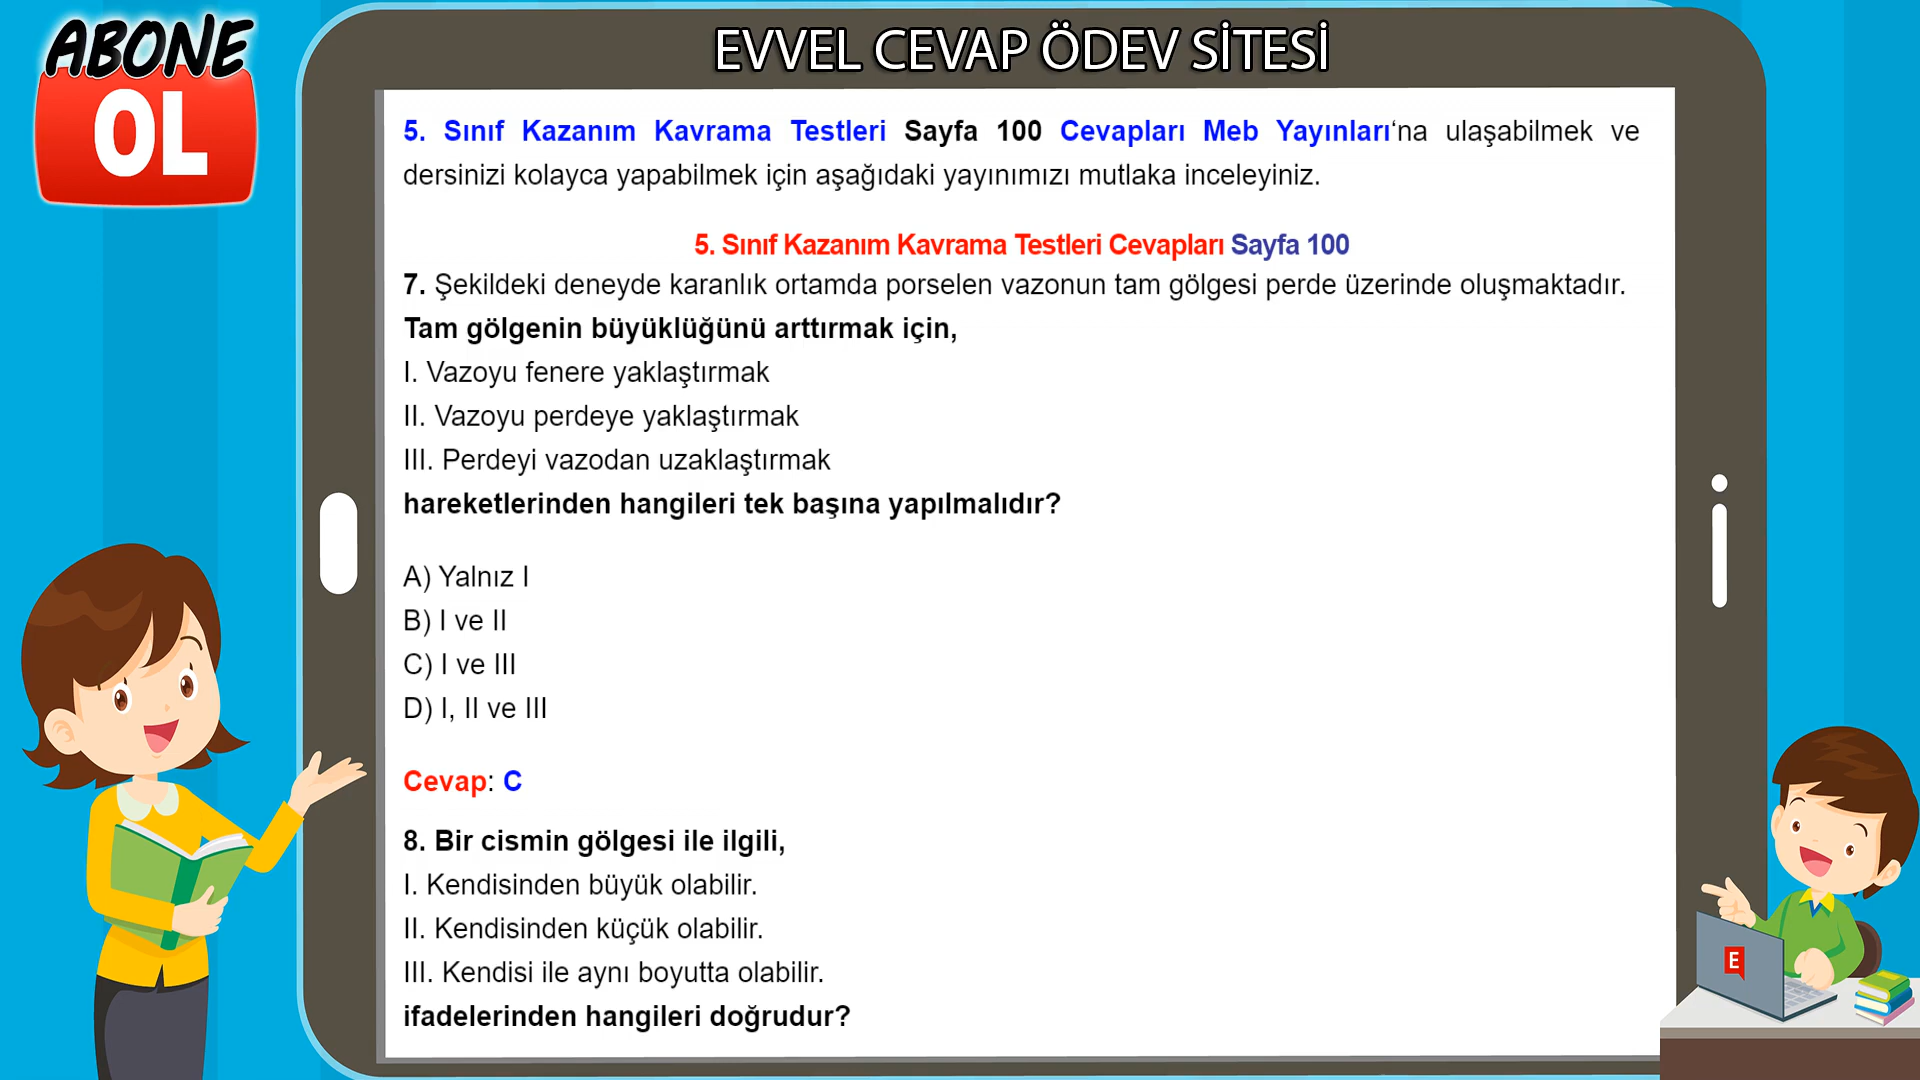 ABONE
OL
EVVEL CEVAP ÖDEV SİTESİ
5. Sınıf Kazanım Kavrama Testleri Sayfa 100 Cevapları Meb Yayınları‘na ulaşabilmek ve
dersinizi kolayca yapabilmek için aşağıdaki yayınımızı mutlaka inceleyiniz.
5. Sınıf Kazanım Kavrama Testleri Cevapları Sayfa 100
7. Şekildeki deneyde karanlık ortamda porselen vazonun tam gölgesi perde üzerinde oluşmaktadır.
Tam gölgenin büyüklüğünü arttırmak için,
I. Vazoyu fenere yaklaştırmak
II. Vazoyu perdeye yaklaştırmak
III. Perdeyi vazodan uzaklaştırmak
hareketlerinden hangileri tek başına yapılmalıdır?
A) Yalnız I
B) I ve II
C) I ve III
D) I, II ve III
Cevap: C
8. Bir cismin gölgesi ile ilgili,
I. Kendisinden büyük olabilir.
II. Kendisinden küçük olabilir.
III. Kendisi ile aynı boyutta olabilir.
ifadelerinden hangileri doğrudur?
E